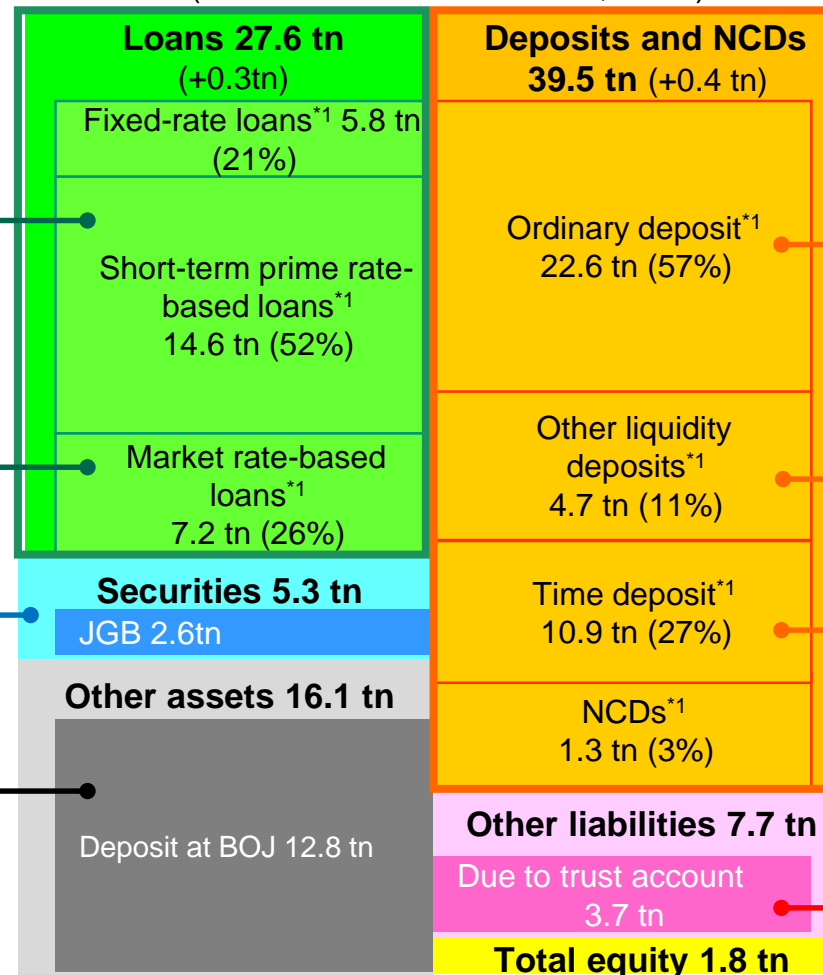 Loans 27.6 tn
(+0.3tn)
Fixed-rate loans*1 5.8 tn
(21%)
Short-term prime rate-
based loans*1
14.6 tn (52%)
Market rate-based
loans*1
7.2 tn (26%)
Securities 5.3 tn
JGB 2.6tn
Other assets 16.1 tn
Deposit at BOJ 12.8 tn
Deposits and NCDs
39.5 tn (+0.4 tn)
Ordinary deposit*1
22.6 tn (57%)
Other liquidity
deposits*1
4.7 tn (11%)
Time deposit*1
10.9 tn (27%)
NCDs*1
1.3 tn (3%)
Other liabilities 7.7 tn
Due to trust account
3.7 tn
Total equity 1.8 tn